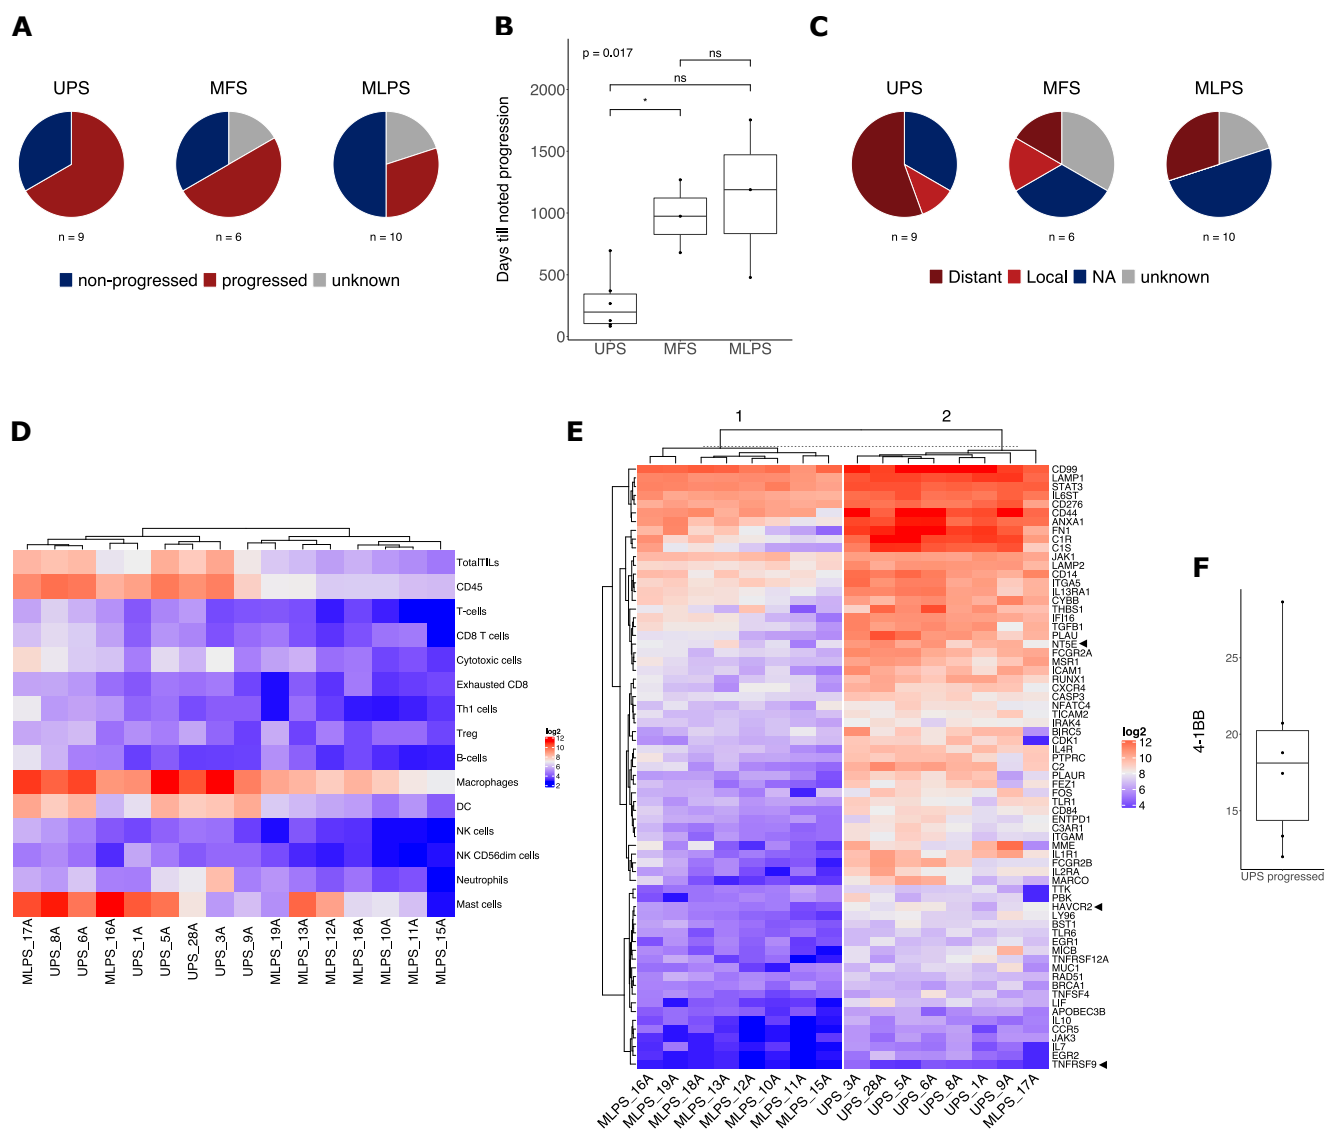 A
UPS
MFS
MLPS
n = 9
n = 6
n = 10
non-progressed
progressed
unknown
B
p = 0.017
ns
ns
*
Days till noted progression
2000
1500
1000
500
0
UPS
MFS
MLPS
C
UPS
MFS
MLPS
n = 9
n = 6
n = 10
Distant
Local
NA
unknown
D
TotalTILs
CD45
T-cells
CD8 T cells
Cytotoxic cells
Exhausted CD8
Th1 cells
Treg
B-cells
Macrophages
DC
NK cells
NK CD56dim cells
Neutrophils
Mast cells
log2
12
10
8
6
4
2
MLPS_17A
UPS_8A
UPS_6A
MLPS_16A
UPS_1A
UPS_5A
UPS_28A
UPS_3A
UPS_9A
MLPS_19A
MLPS_13A
MLPS_12A
MLPS_18A
MLPS_10A
MLPS_11A
MLPS_15A
E
1
2
CD99
LAMP1
STAT3
IL6ST
CD276
CD44
ANXA1
FN1
C1R
C1S
JAK1
LAMP2
CD14
ITGA5
IL13RA1
CYBB
THBS1
IFI16
TGFB1
PLAU
NT5E
FCGR2A
MSR1
ICAM1
RUNX1
CXCR4
CASP3
NFATC4
TICAM2
IRAK4
BIRC5
CDK1
IL4R
PTPRC
C2
PLAUR
FEZ1
FOS
TLR1
CD84
ENTPD1
C3AR1
ITGAM
MME
IL1R1
FCGR2B
IL2RA
MARCO
TTK
PBK
HAVCR2
LY96
BST1
TLR6
EGR1
MICB
TNFRSF12A
MUC1
RAD51
BRCA1
TNFSF4
LIF
APOBEC3B
IL10
CCR5
JAK3
IL7
EGR2
TNFRSF9
log2
12
10
8
6
4
MLPS_16A
MLPS_19A
MLPS_18A
MLPS_13A
MLPS_12A
MLPS_10A
MLPS_11A
MLPS_15A
UPS_3A
UPS_28A
UPS_5A
UPS_6A
UPS_8A
UPS_1A
UPS_9A
MLPS_17A
F
4-1BB
25
20
15
UPS progressed